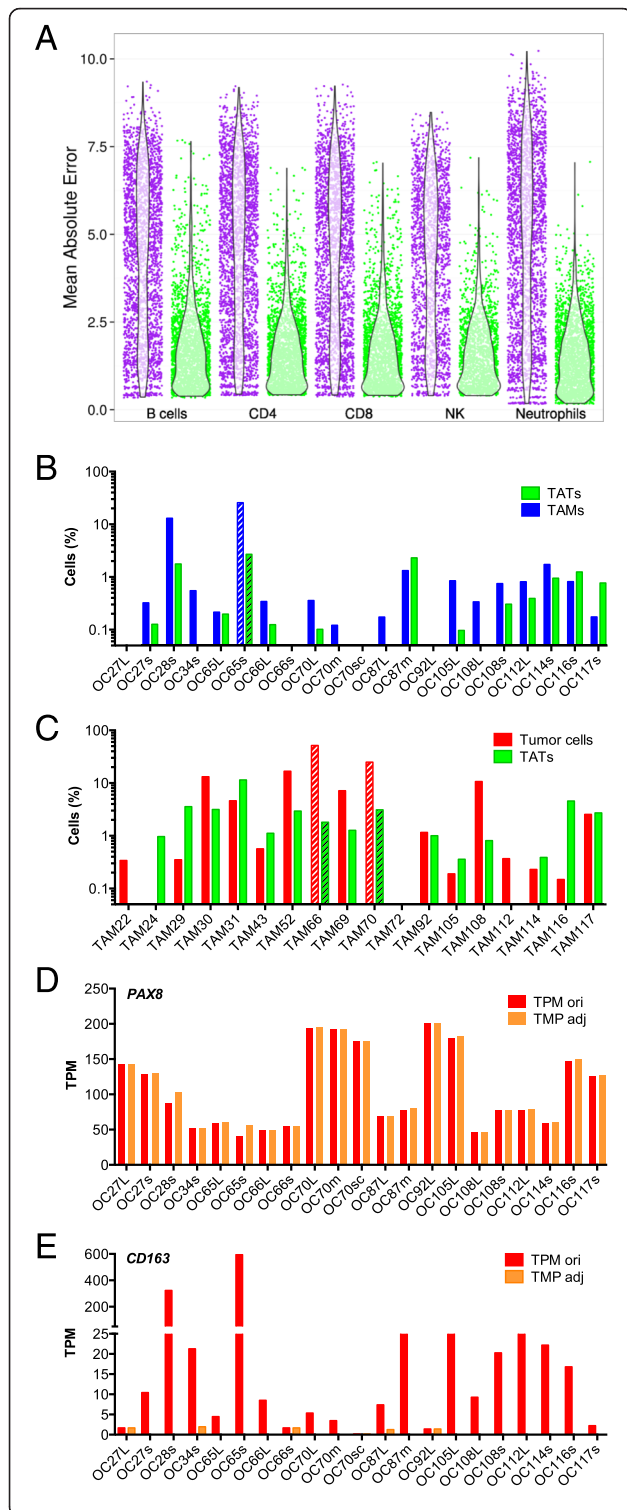 A
Mean Absolute Error
10.0
7.5
5.0
2.5
0.0
B cells CD4 CD8 NK Neutrophils
B
Cells (%)
100
10
1
0.1
TATs
TAMs
OC27L OC27s OC28s OC34s OC65L OC65s OC66L OC66s OC70L OC70m OC70sc OC87L OC87m OC92L OC105L OC108L OC108s OC112L OC114s OC116s OC117s
C
Cells (%)
100
10
1
0.1
Tumor cells
TATs
TAM22 TAM24 TAM29 TAM30 TAM31 TAM43 TAM52 TAM66 TAM69 TAM70 TAM72 TAM92 TAM105 TAM108 TAM112 TAM114 TAM116 TAM117
D
PAX8
TPM
250
200
150
100
50
0
TPM ori
TMP adj
OC27L OC27s OC28s OC34s OC65L OC65s OC66L OC66s OC70L OC70m OC70sc OC87L OC87m OC92L OC105L OC108L OC108s OC112L OC114s OC116s OC117s
E
CD163
TPM
600
400
200
25
20
15
10
5
0
TPM ori
TMP adj
OC27L OC27s OC28s OC34s OC65L OC65s OC66L OC66s OC70L OC70m OC70sc OC87L OC87m OC92L OC105L OC108L OC108s OC112L OC114s OC116s OC117s